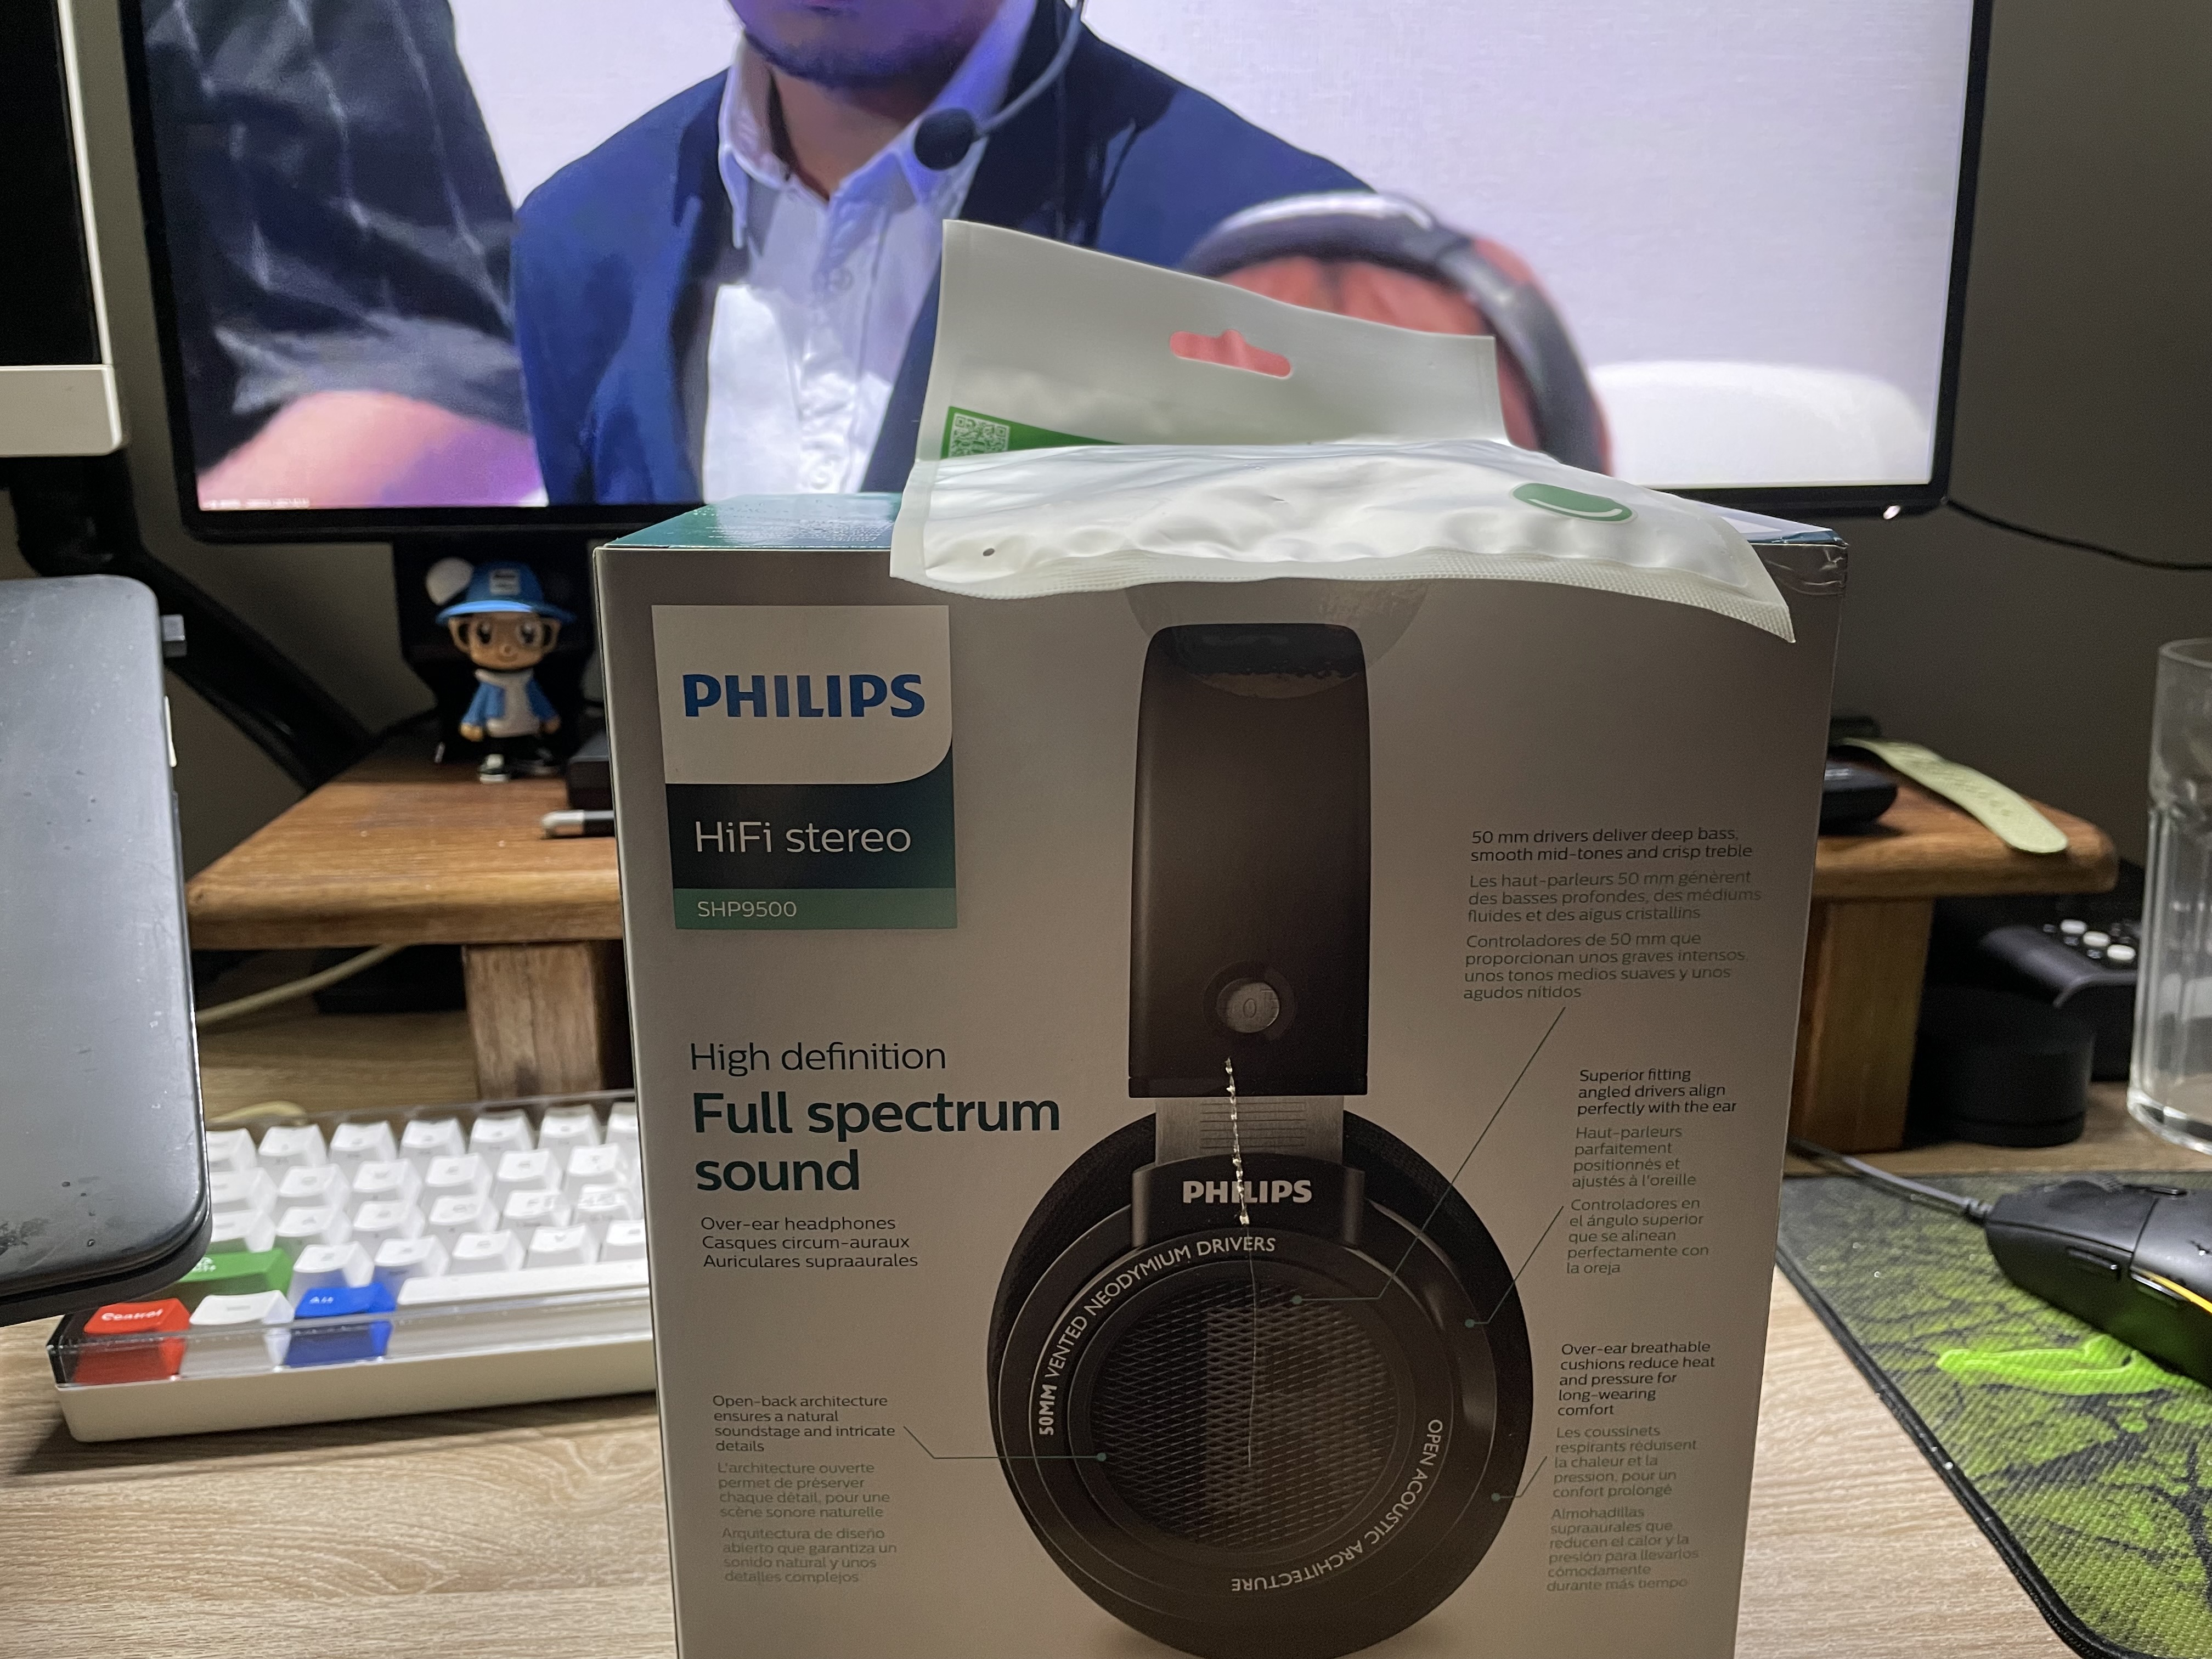 PHILIPS
HiFi stereo
SHP9500
High definition
Full spectrum
sound
Over-ear headphones
Casques circum-auraux
Auriculares supraaurales
Open-back architecture
ensures a natural
soundstage and intricate
details
L'architecture ouverte
permet de préserver
chaque détail, pour une
scène sonore naturelle
Arquitectura de diseño
abierto que garantiza un
sonido natural y unos
detalles complejos
PHILIPS
50MM VENTED NEODYMIUM DRIVERS
OPEN ACOUSTIC ARCHITECTURE
50 mm drivers deliver deep bass,
smooth mid-tones and crisp treble
Les haut-parleurs 50 mm génèrent
des basses profondes, des médiums
fluides et des aigus cristallins
Controladores de 50 mm que
proporcionan unos graves intensos,
unos tonos medios suaves y unos
agudos nítidos
Superior fitting
angled drivers align
perfectly with the ear
Haut-parleurs
parfaitement
positionnés et
ajustés à l'oreille
Controladores en
el ángulo superior
que se alinean
perfectamente con
la oreja
Over-ear breathable
cushions reduce heat
and pressure for
long-wearing
comfort
Les coussinets
respirants réduisent
la chaleur et la
pression, pour un
confort prolongé
Almohadillas
supraaurales que
reducen el calor y la
presión para llevarlos
cómodamente
durante más tiempo
Control
Alt